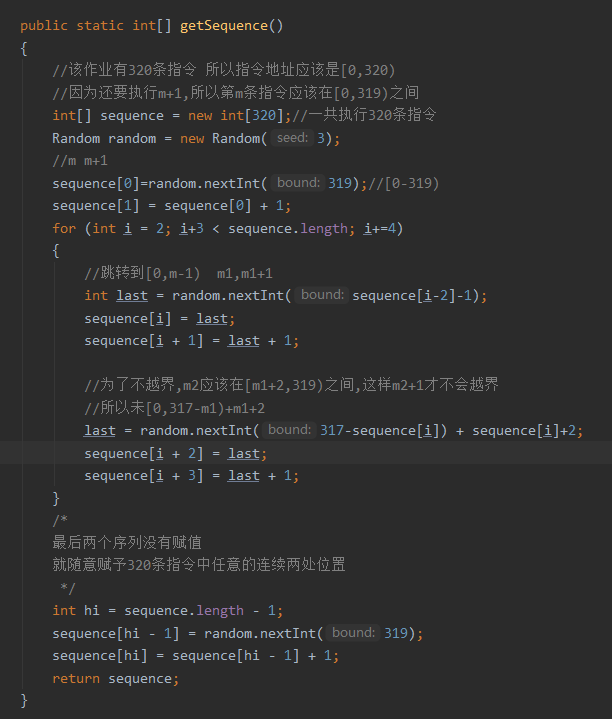 public static int[] getSequence()
{
//该作业有320条指令 所以指令地址应该是[0,320)
//因为还要执行m+1,所以第m条指令应该在[0,319)之间
int[] sequence = new int[320];//一共执行320条指令
Random random = new Random( seed: 3);
//m m+1
sequence[0]=random.nextInt( bound: 319);//[0-319)
sequence[1] = sequence[0] + 1;
for (int i = 2; i+3 < sequence.length; i+=4)
{
//跳转到[0,m-1)  m1,m1+1
int last = random.nextInt( bound: sequence[i-2]-1);
sequence[i] = last;
sequence[i + 1] = last + 1;
//为了不越界,m2应该在[m1+2,319)之间,这样m2+1才不会越界
//所以未[0,317-m1)+m1+2
last = random.nextInt( bound: 317-sequence[i]) + sequence[i]+2;
sequence[i + 2] = last;
sequence[i + 3] = last + 1;
}
/*
最后两个序列没有赋值
就随意赋予320条指令中任意的连续两处位置
*/
int hi = sequence.length - 1;
sequence[hi - 1] = random.nextInt( bound: 319);
sequence[hi] = sequence[hi - 1] + 1;
return sequence;
}